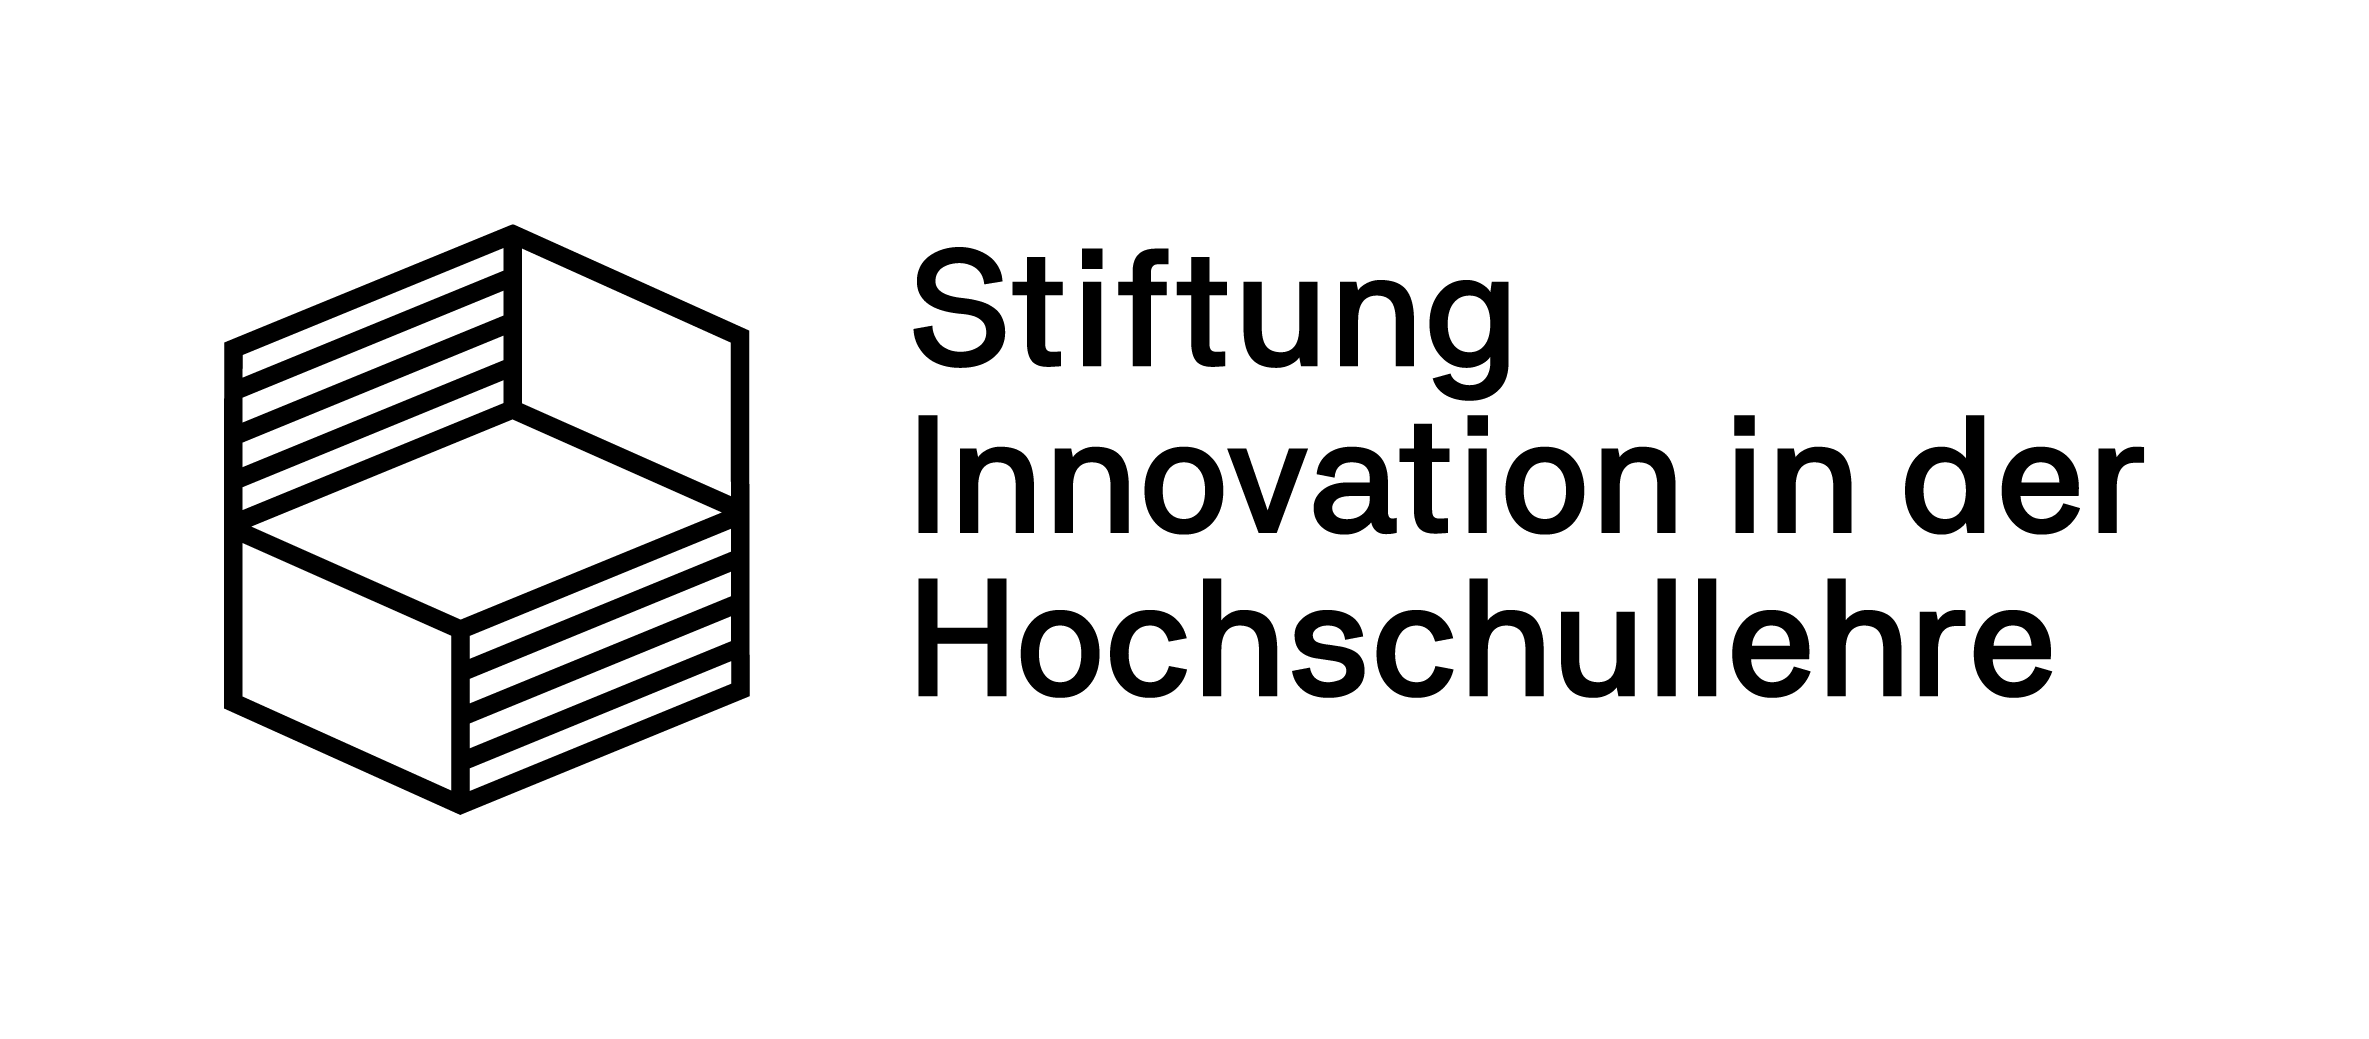 Stiftung
Innovation in der
Hochschullehre